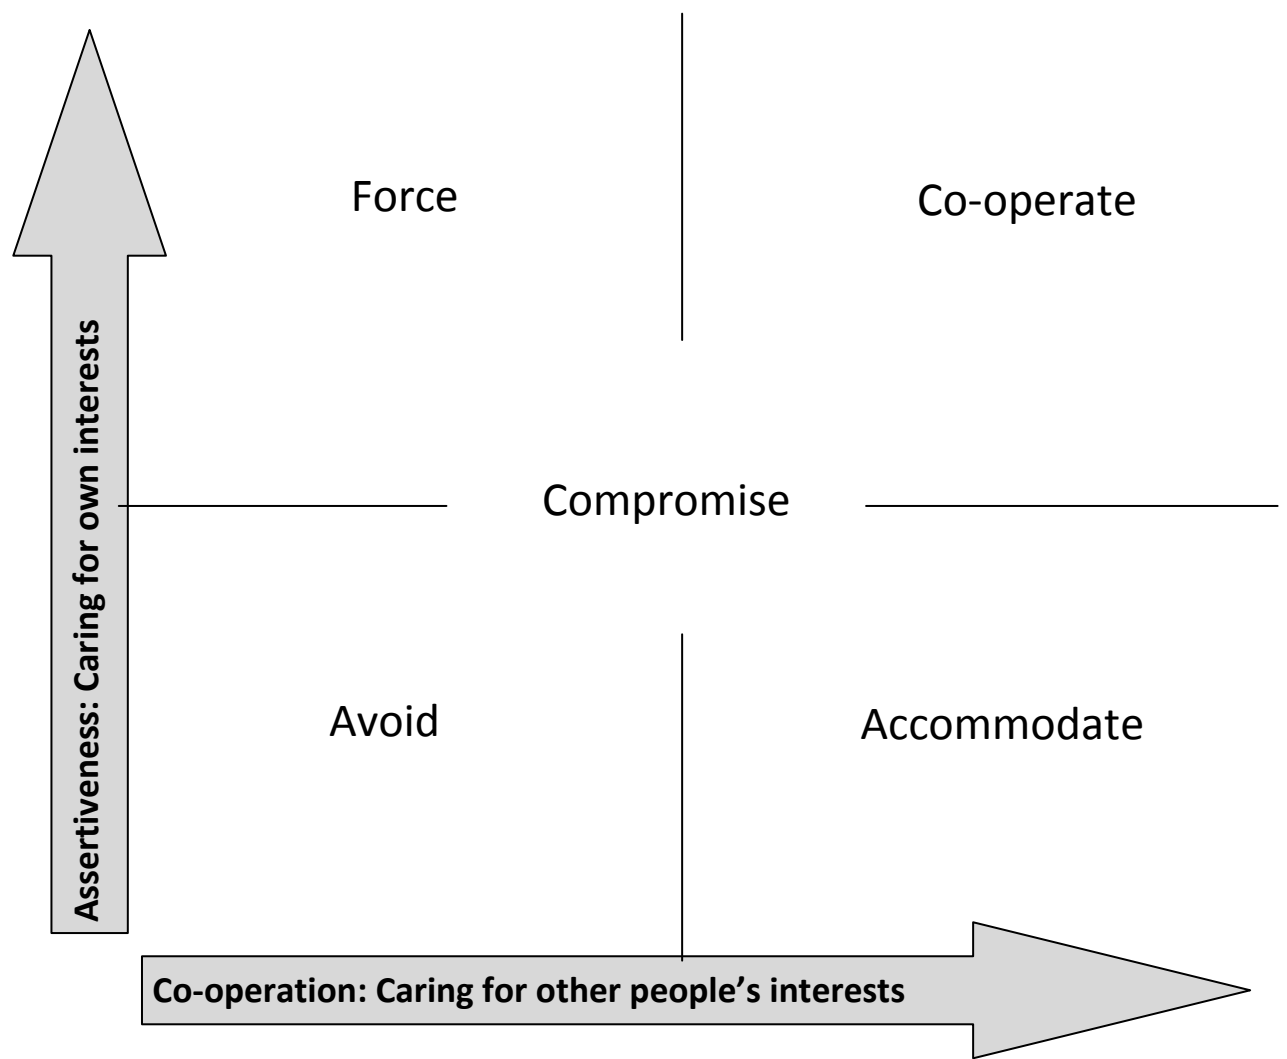 Force
Co-operate
Assertiveness: Caring for own interests
Compromise
Avoid
Accommodate
Co-operation: Caring for other people’s interests